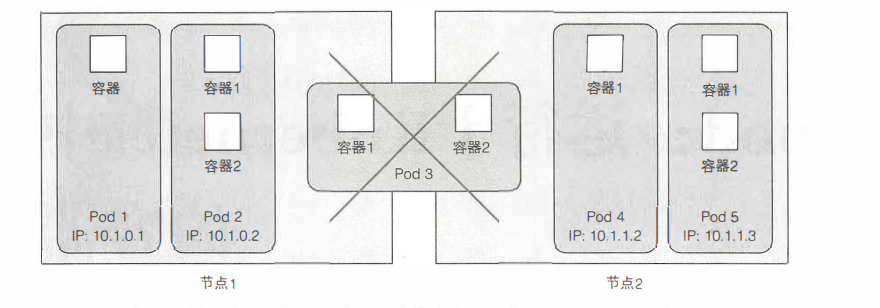 容器
容器1
容器2
Pod 1
IP: 10.1.0.1
Pod 2
IP: 10.1.0.2
容器1
容器2
Pod 3
容器1
容器1
容器2
Pod 4
IP: 10.1.1.2
Pod 5
IP: 10.1.1.3
节点1
节点2